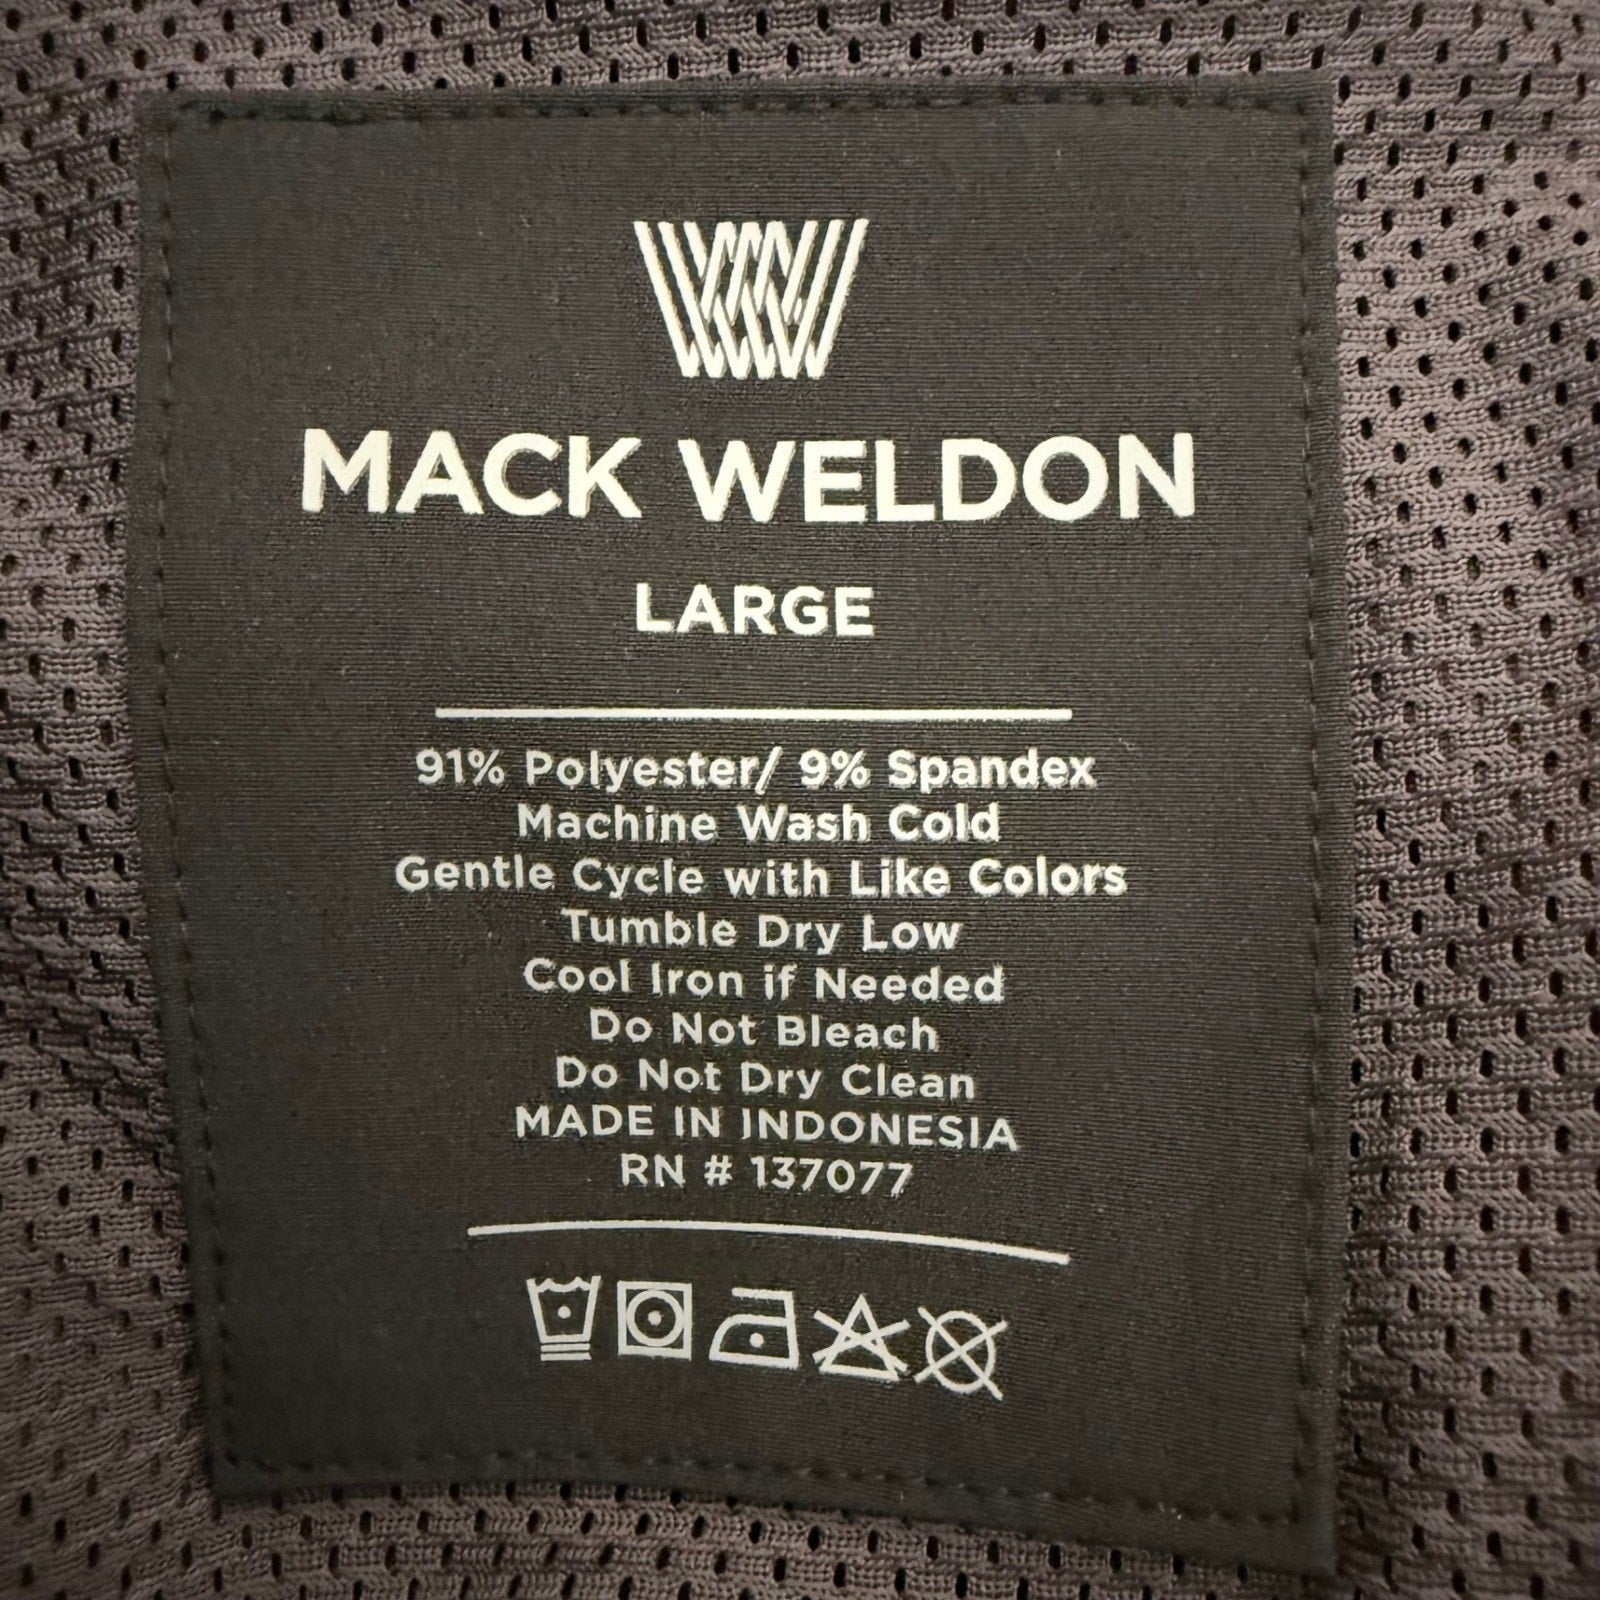 MACK WELDON
LARGE
91% Polyester/ 9% Spandex
Machine Wash Cold
Gentle Cycle with Like Colors
Tumble Dry Low
Cool Iron if Needed
Do Not Bleach
Do Not Dry Clean
MADE IN INDONESIA
RN # 137077